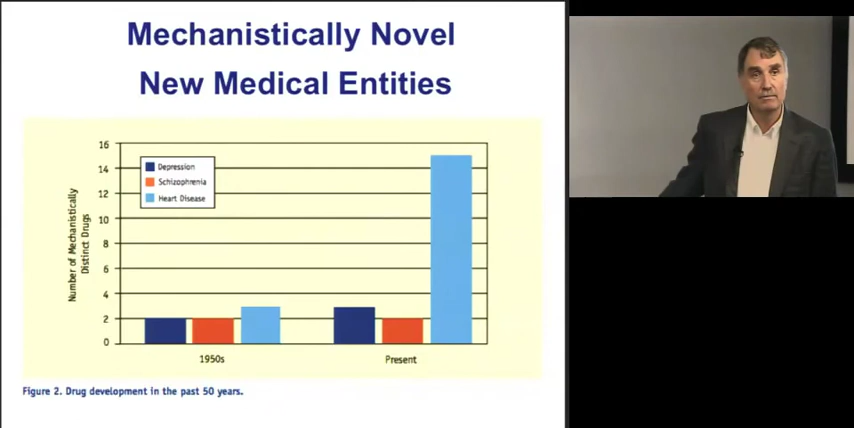 Mechanistically Novel
New Medical Entities
Number of Mechanistically
Distinct Drugs
16
14
12
10
8
6
4
2
0
Depression
Schizophrenia
Heart Disease
1950s
Present
Figure 2. Drug development in the past 50 years.